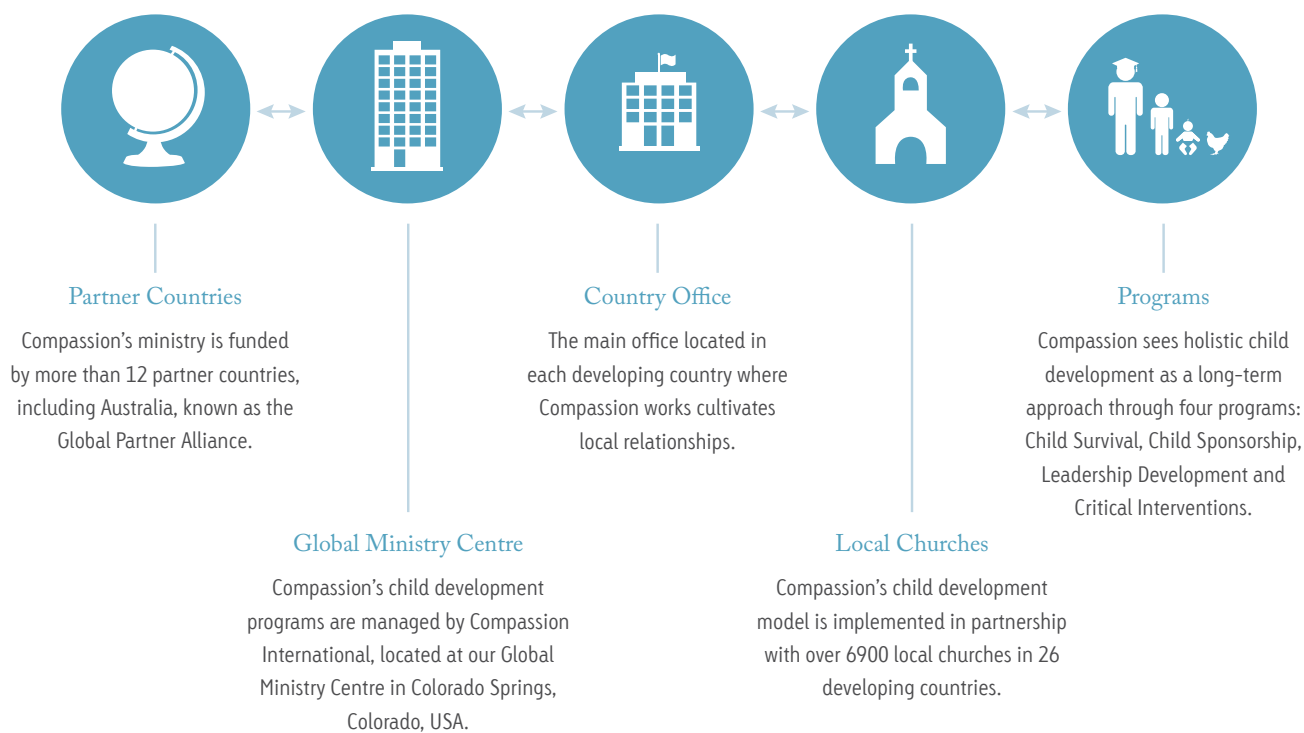 Partner Countries
Compassion’s ministry is funded
by more than 12 partner countries,
including Australia, known as the
Global Partner Alliance.
Global Ministry Centre
Compassion’s child development
programs are managed by Compassion
International, located at our Global
Ministry Centre in Colorado Springs,
Colorado, USA.
Country Office
The main office located in
each developing country where
Compassion works cultivates
local relationships.
Local Churches
Compassion’s child development
model is implemented in partnership
with over 6900 local churches in 26
developing countries.
Programs
Compassion sees holistic child
development as a long-term
approach through four programs:
Child Survival, Child Sponsorship,
Leadership Development and
Critical Interventions.